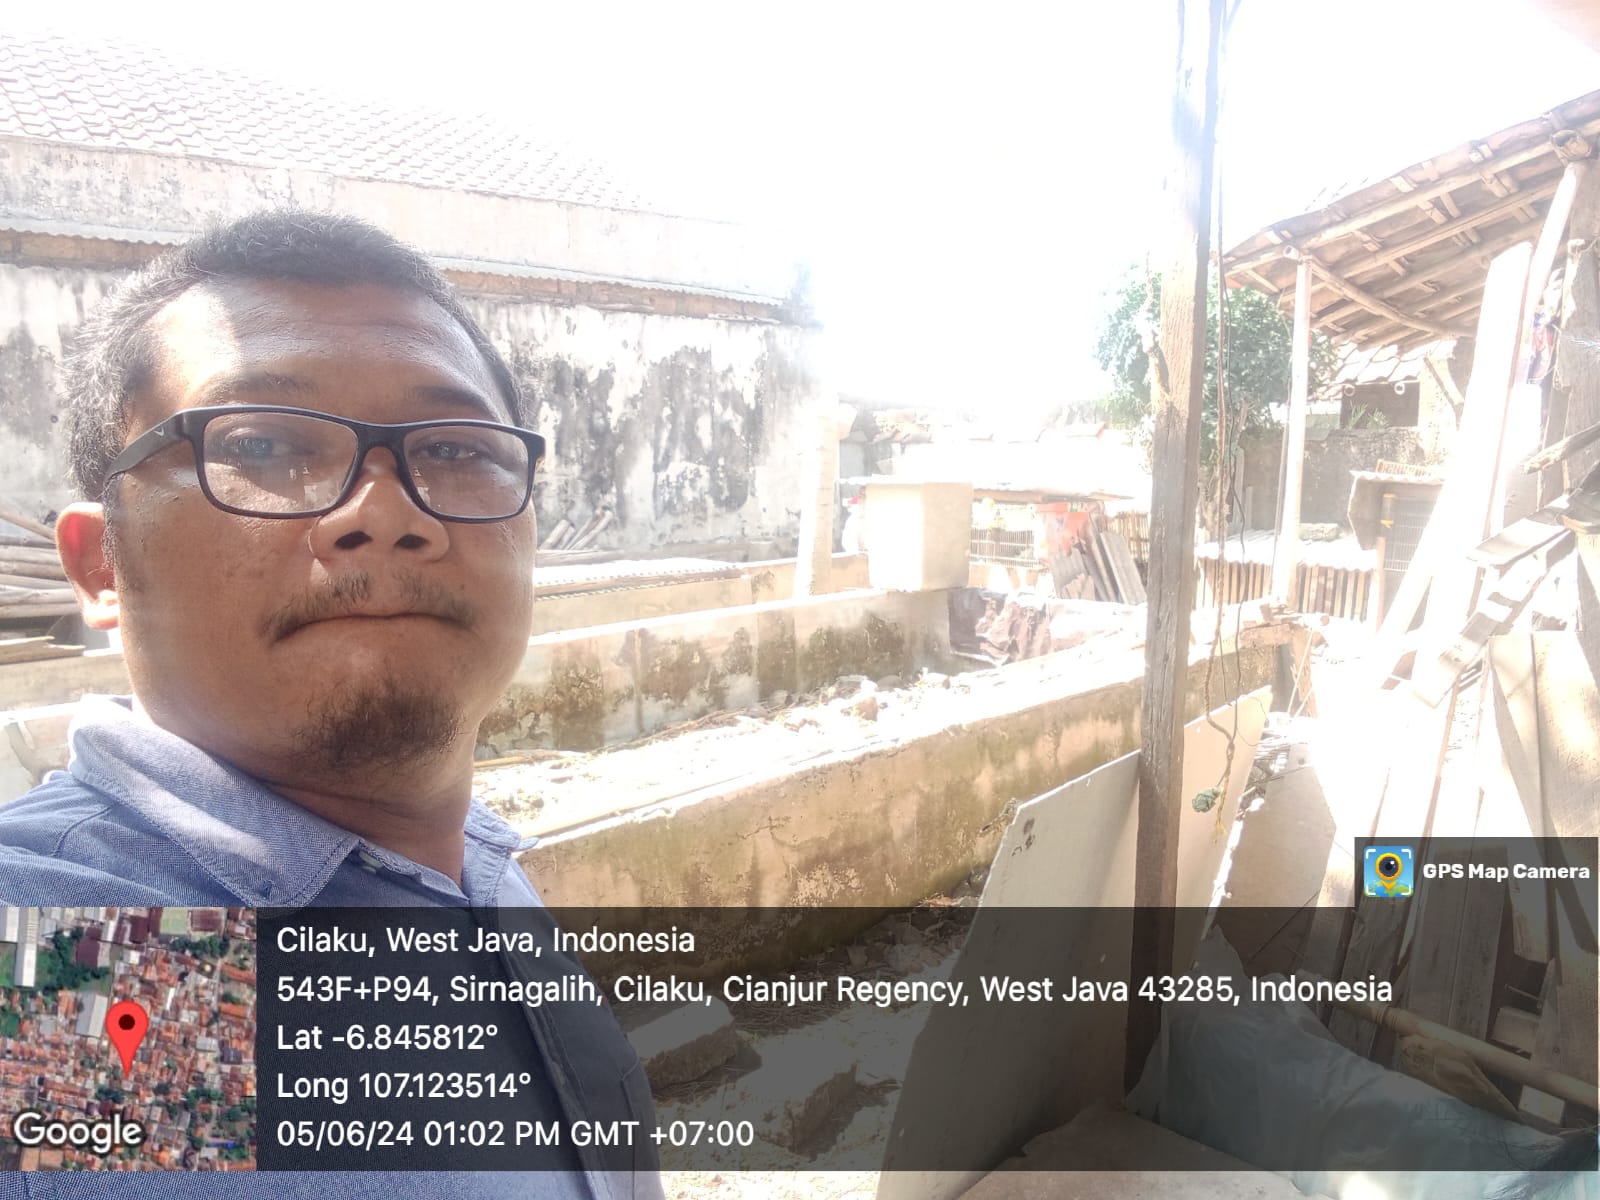 GPS Map Camera
Cilaku, West Java, Indonesia
543F+P94, Sirnagalih, Cilaku, Cianjur Regency, West Java 43285, Indonesia
Lat -6.845812°
Long 107.123514°
05/06/24 01:02 PM GMT +07:00
Google